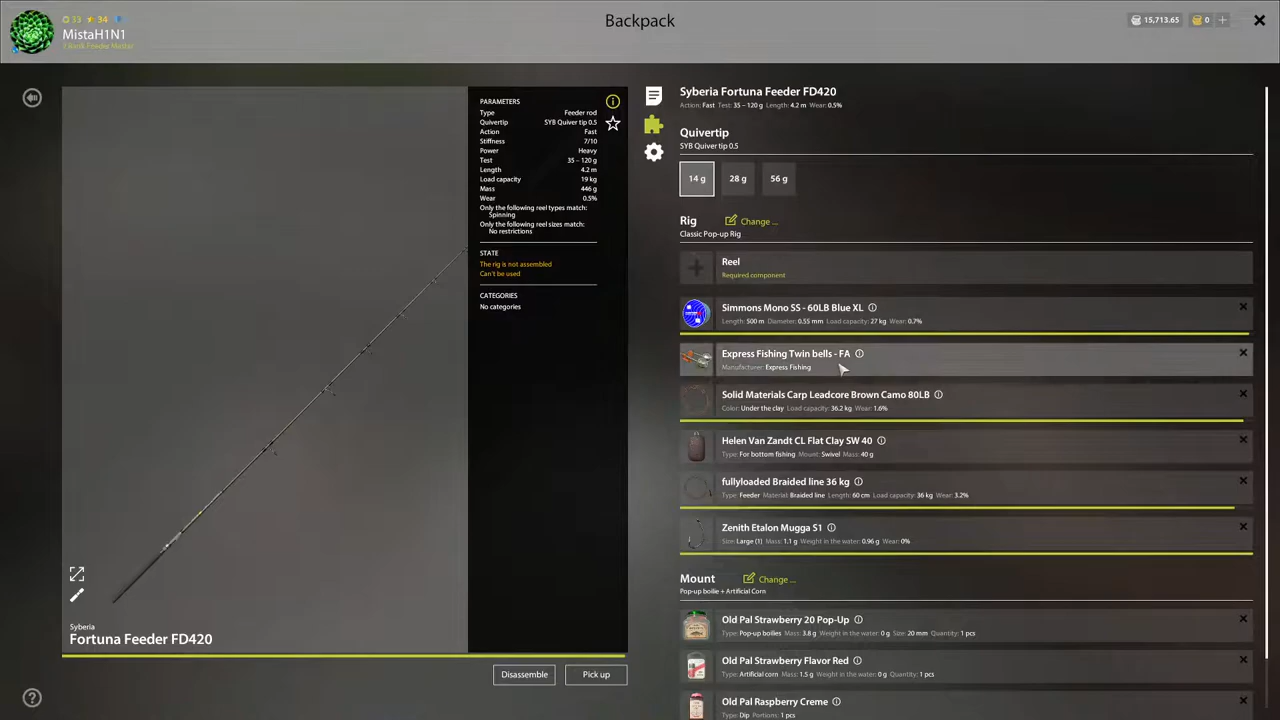 33 34
MistaH1N1
Backpack
15,713.65
0
PARAMETERS
Type Feeder rod
Quivertip SYB Quiver tip 0.5
Action Fast
Stiffness 7/10
Power Heavy
Test 35 – 120 g
Length 4.2 m
Load capacity 19 kg
Mass 446 g
Wear 0.5%
Only the following reel types match:
Spinning
Only the following reel sizes match:
No restrictions
STATE
The rig is not assembled
Can't be used
CATEGORIES
No categories
Syberia
Fortuna Feeder FD420
Disassemble
Pick up
Syberia Fortuna Feeder FD420
Action: Fast Test: 35 – 120 g Length: 4.2 m Wear: 0.5%
Quivertip
SYB Quiver tip 0.5
14 g 28 g 56 g
Rig Change ...
Classic Pop-up Rig
Reel
Required component
Simmons Mono SS - 60LB Blue XL
Length: 500 m Diameter: 0.55 mm Load capacity: 27 kg Wear: 0.7%
Express Fishing Twin bells - FA
Manufacturer: Express Fishing
Solid Materials Carp Leadcore Brown Camo 80LB
Color: Under the clay Load capacity: 36.2 kg Wear: 1.6%
Helen Van Zandt CL Flat Clay SW 40
Type: For bottom fishing Mount: Swivel Mass: 40 g
fullyloaded Braided line 36 kg
Type: Feeder Material: Braided line Length: 60 cm Load capacity: 36 kg Wear: 3.2%
Zenith Etalon Mugga S1
Size: Large (1) Mass: 1.1 g Weight in the water: 0.96 g Wear: 0%
Mount Change ...
Pop-up boilie + Artificial Corn
Old Pal Strawberry 20 Pop-Up
Type: Pop-up boilies Mass: 3.8 g Weight in the water: 0 g Size: 20 mm Quantity: 1 pcs
Old Pal Strawberry Flavor Red
Type: Artificial corn Mass: 1.5 g Weight in the water: 0 g Quantity: 1 pcs
Old Pal Raspberry Creme
Type: Dip Portions: 1 pcs